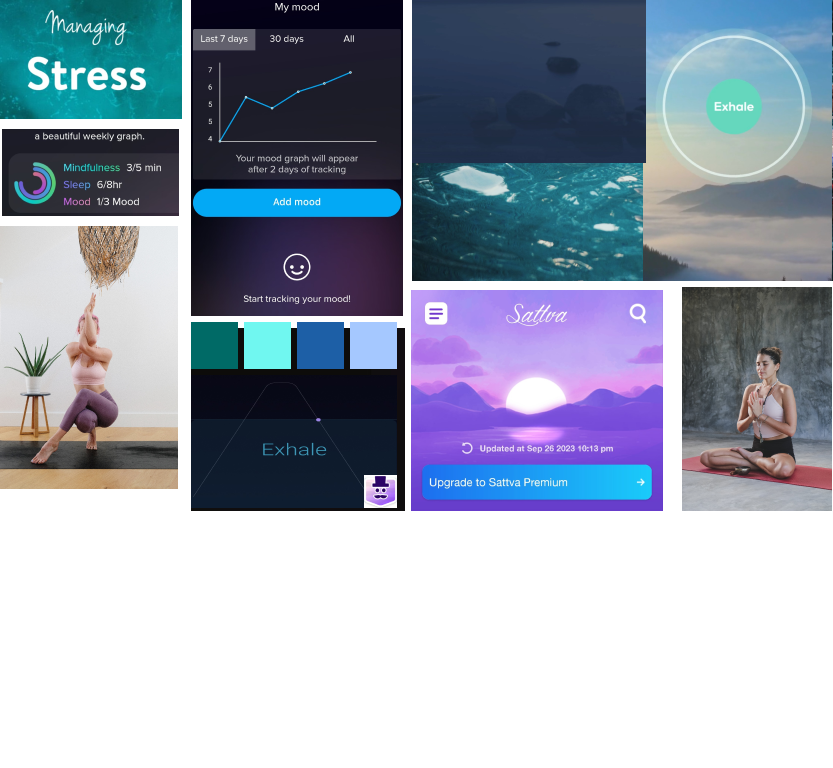 Managing
Stress
a beautiful weekly graph.
Mindfulness 3/5 min
Sleep 6/8hr
Mood 1/3 Mood
My mood
Last 7 days 30 days All
7
6
5
5
4
Your mood graph will appear
after 2 days of tracking
Add mood
Start tracking your mood!
Exhale
Exhale
Sattva
Updated at Sep 26 2023 10:13 pm
Upgrade to Sattva Premium